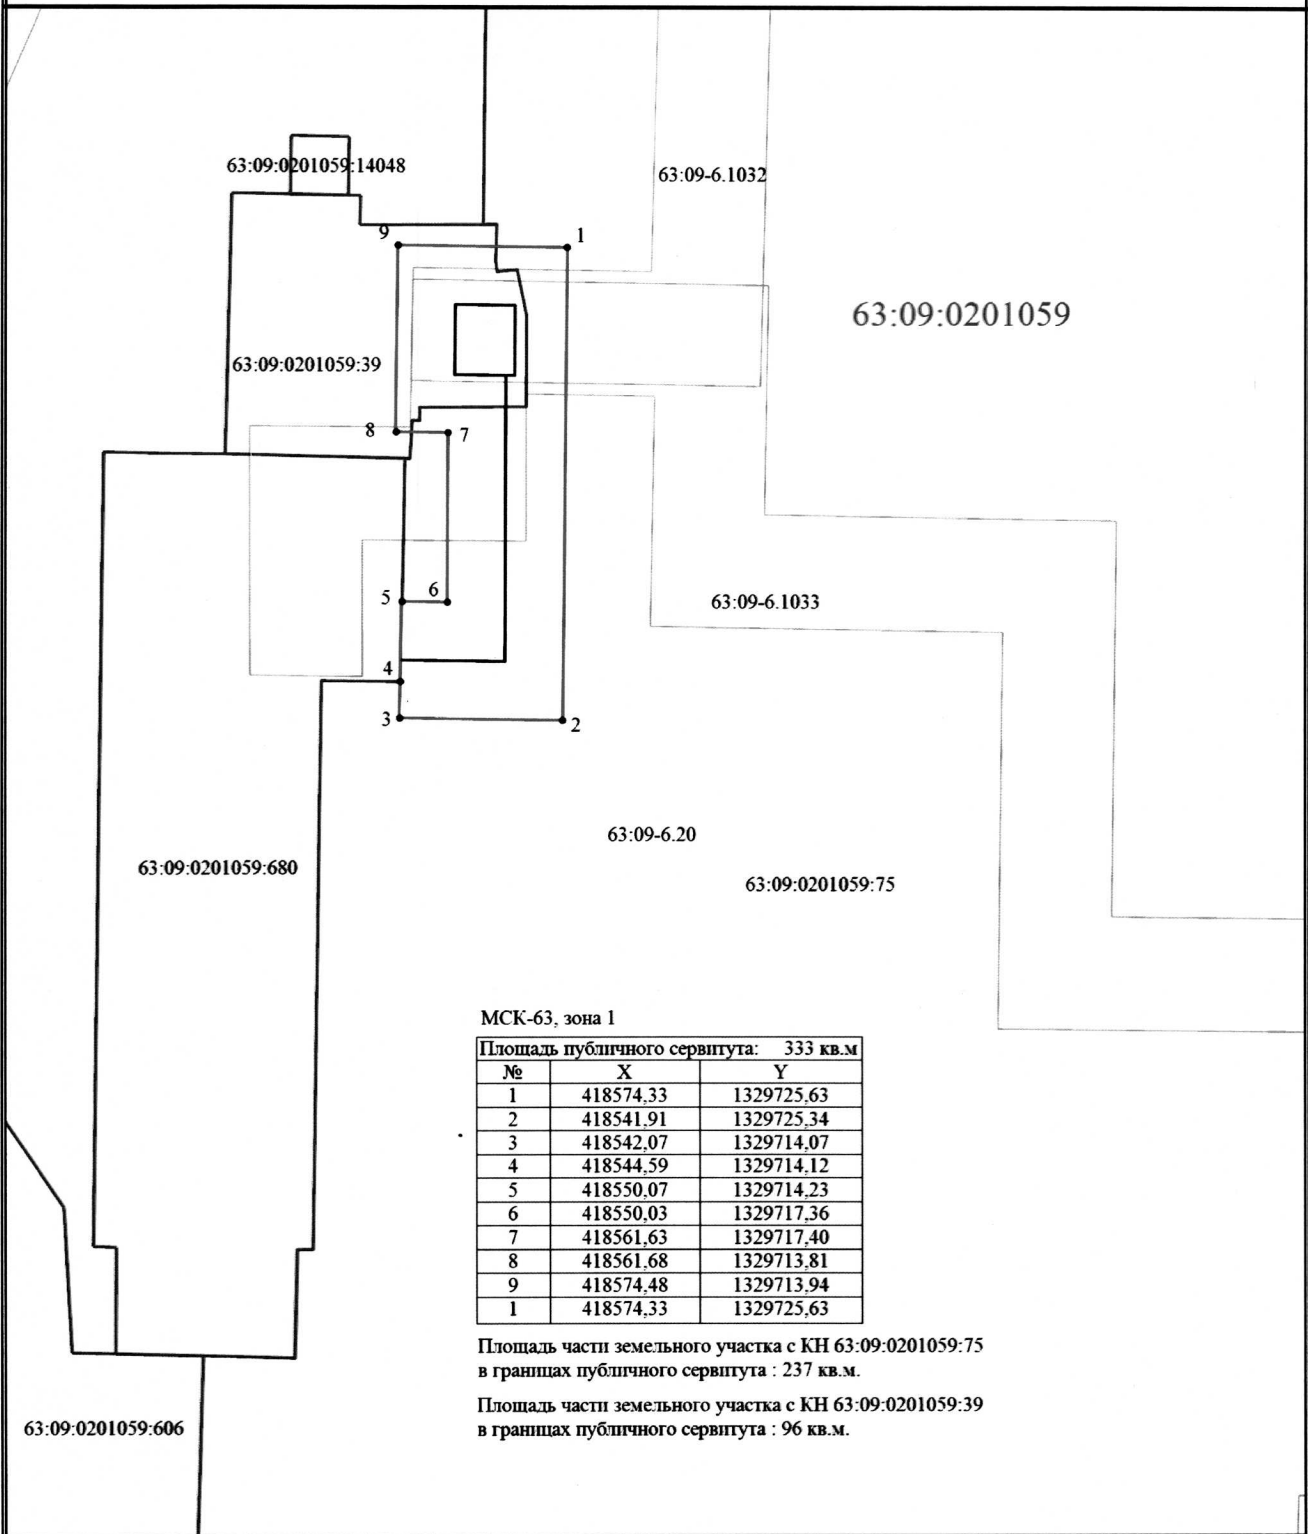 63:09:0201059:14048
63:09-6.1032
9
1
63:09:0201059
63:09:0201059:39
8
7
5
6
63:09-6.1033
4
3
2
63:09-6.20
63:09:0201059:680
63:09:0201059:75
МСК-63, зона 1
Площадь публичного сервитута: 333 кв.м
№ X Y
1 418574,33 1329725,63
2 418541,91 1329725,34
3 418542,07 1329714,07
4 418544,59 1329714,12
5 418550,07 1329714,23
6 418550,03 1329717,36
7 418561,63 1329717,40
8 418561,68 1329713,81
9 418574,48 1329713,94
1 418574,33 1329725,63
Площадь части земельного участка с КН 63:09:0201059:75
в границах публичного сервитута : 237 кв.м.
Площадь части земельного участка с КН 63:09:0201059:39
в границах публичного сервитута : 96 кв.м.
63:09:0201059:606